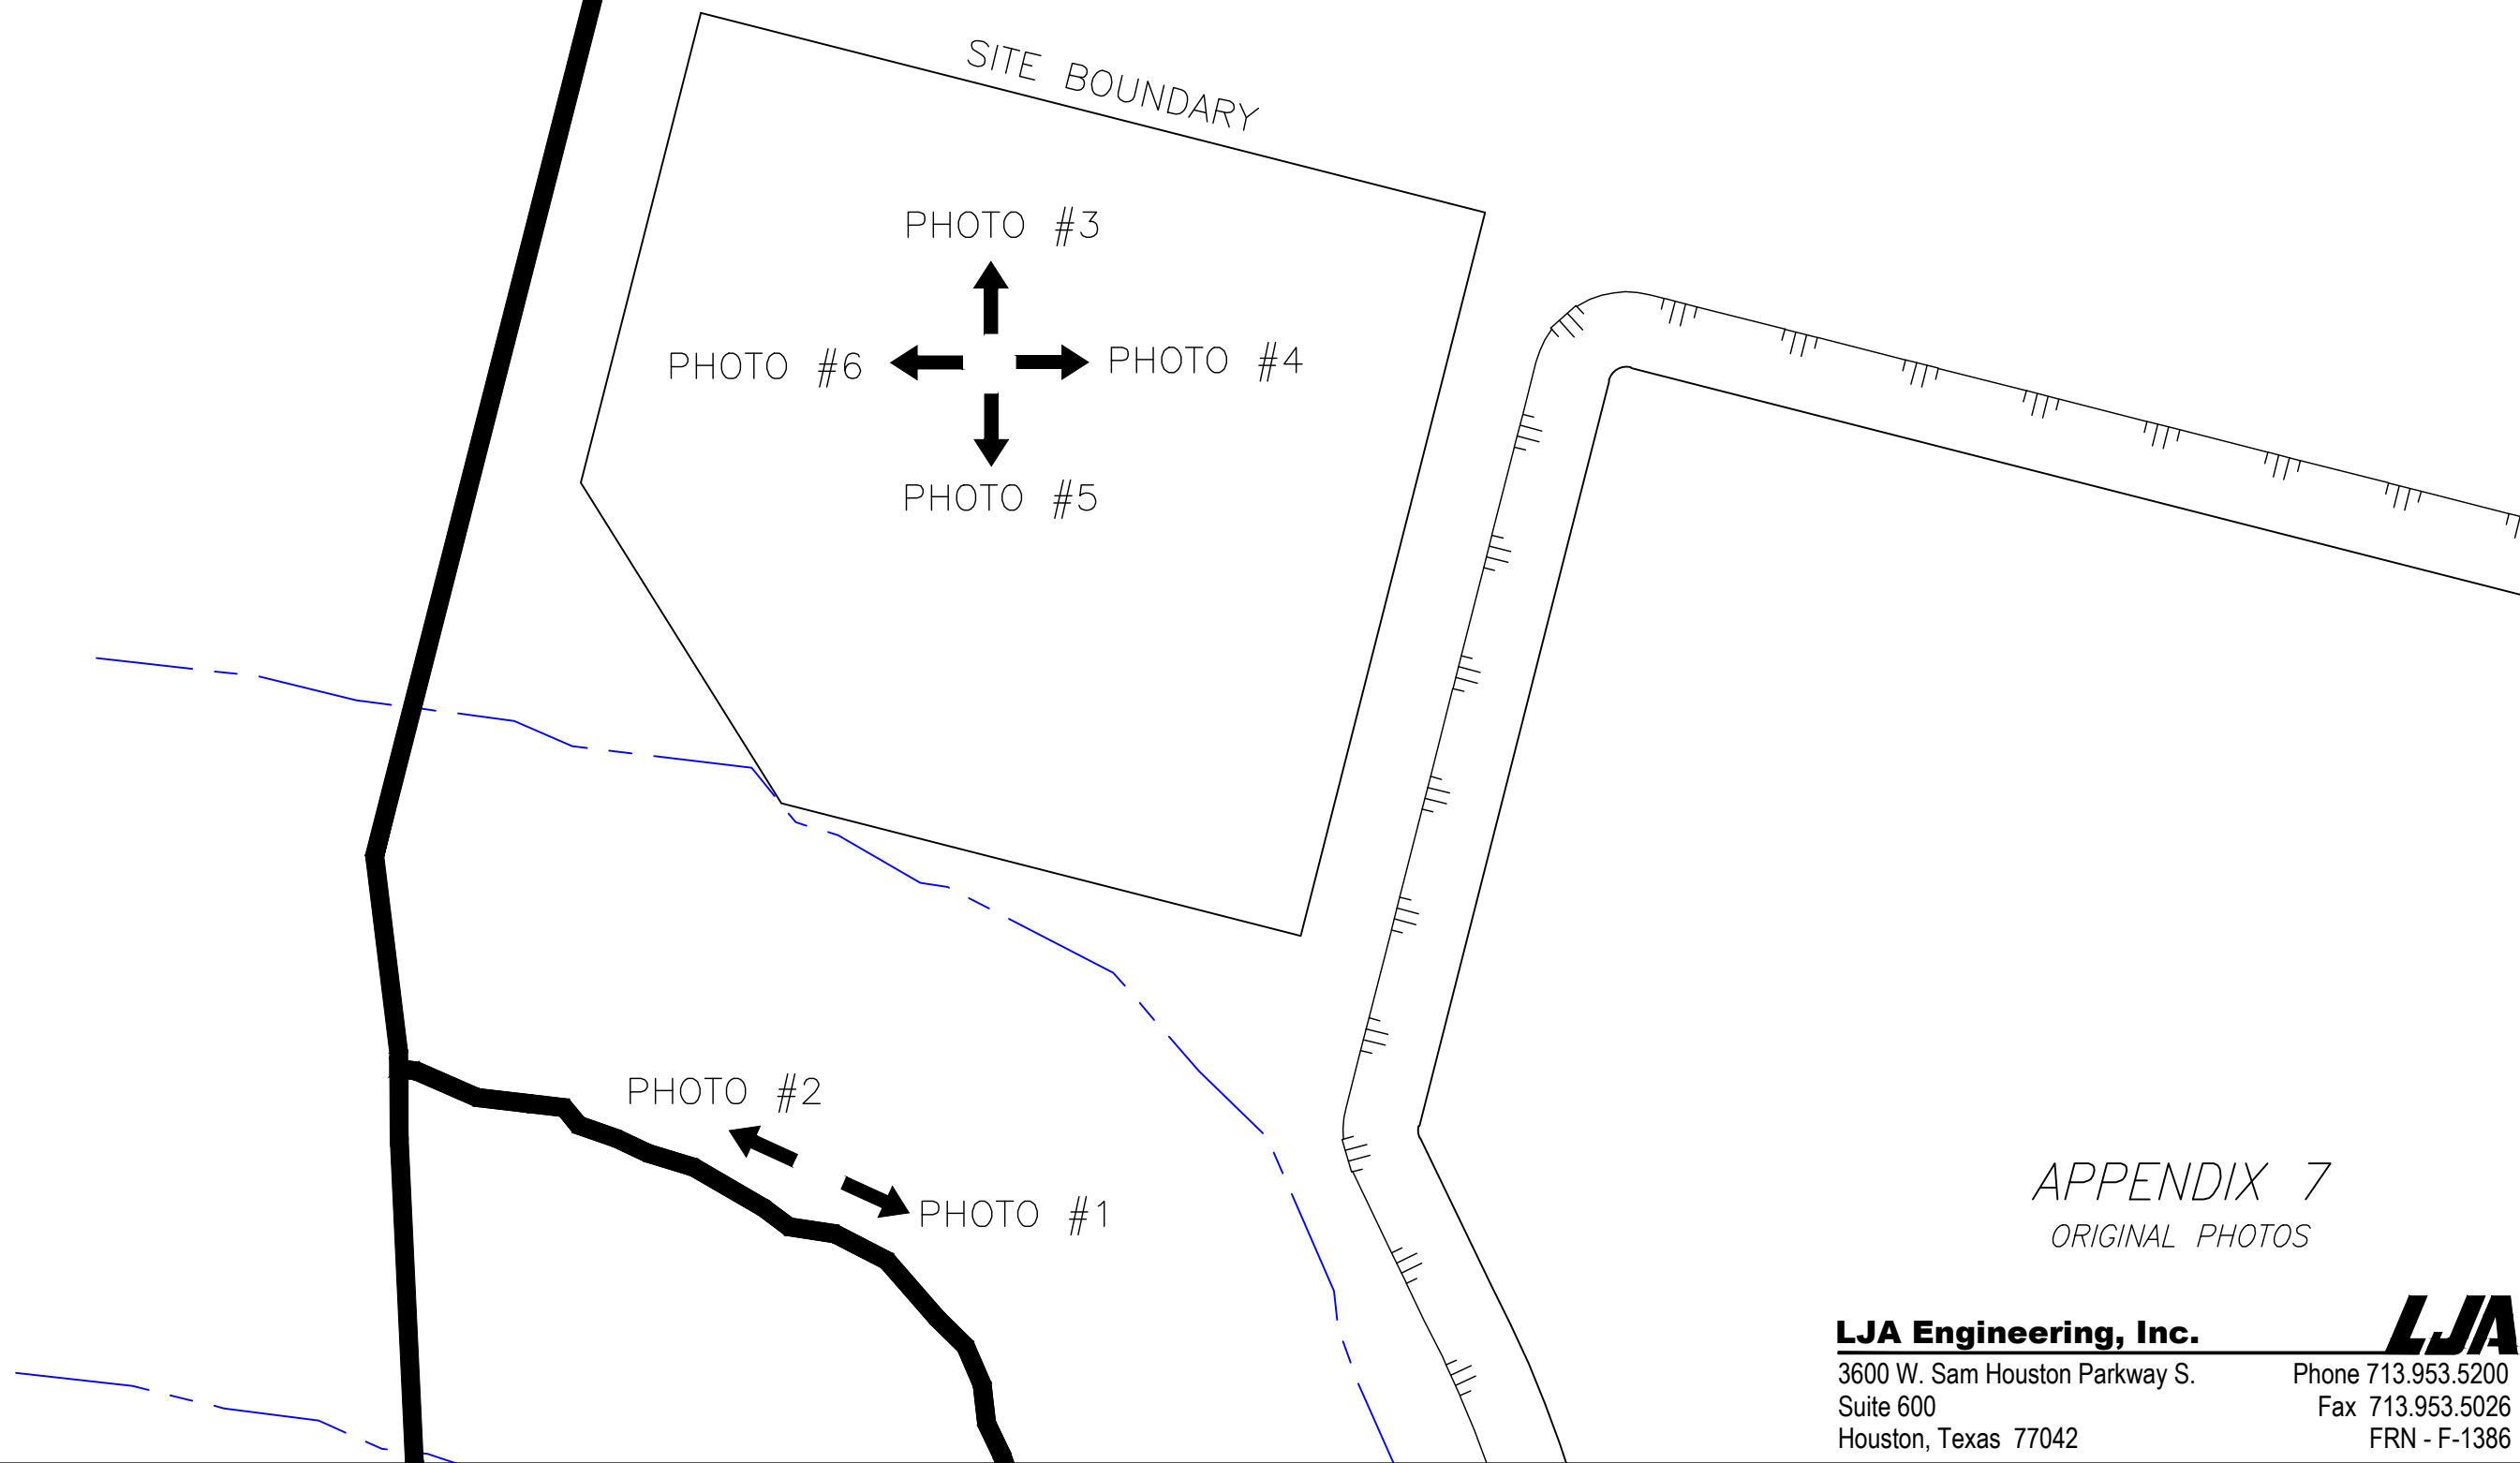 SITE BOUNDARY
PHOTO #3
PHOTO #6
PHOTO #4
PHOTO #5
PHOTO #2
PHOTO #1
APPENDIX 7
ORIGINAL PHOTOS
LJA Engineering, Inc.
LJA
3600 W. Sam Houston Parkway S.
Phone 713.953.5200
Suite 600
Fax 713.953.5026
Houston, Texas 77042
FRN - F-1386